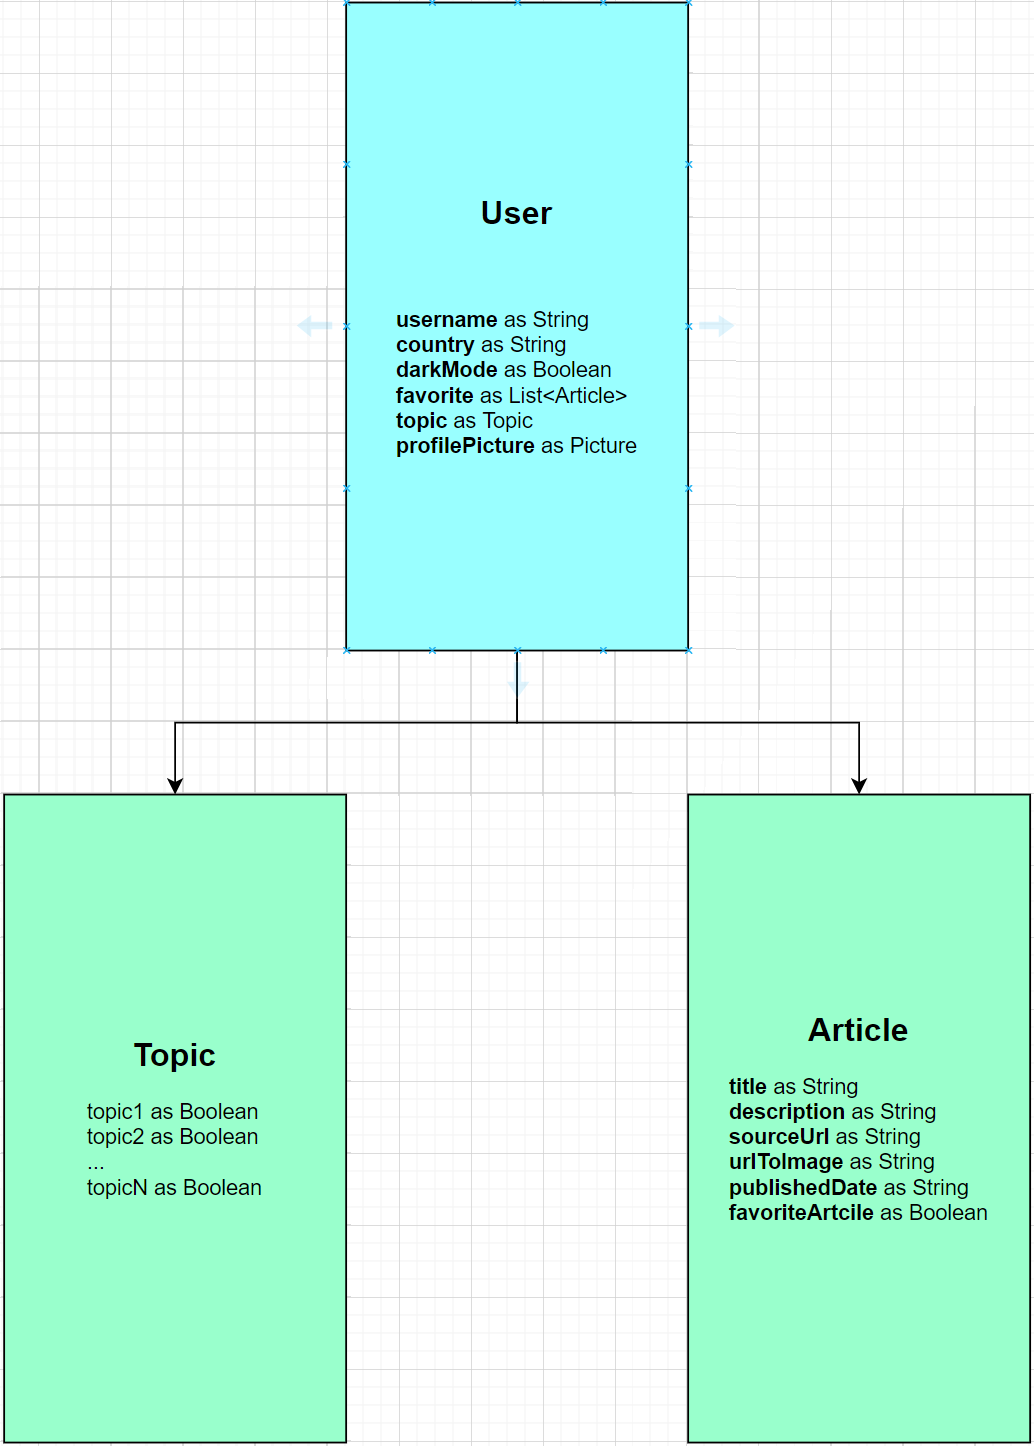 User
username as String
country as String
darkMode as Boolean
favorite as List<Article>
topic as Topic
profilePicture as Picture
Topic
topic1 as Boolean
topic2 as Boolean
...
topicN as Boolean
Article
title as String
description as String
sourceUrl as String
urlToImage as String
publishedDate as String
favoriteArtcile as Boolean